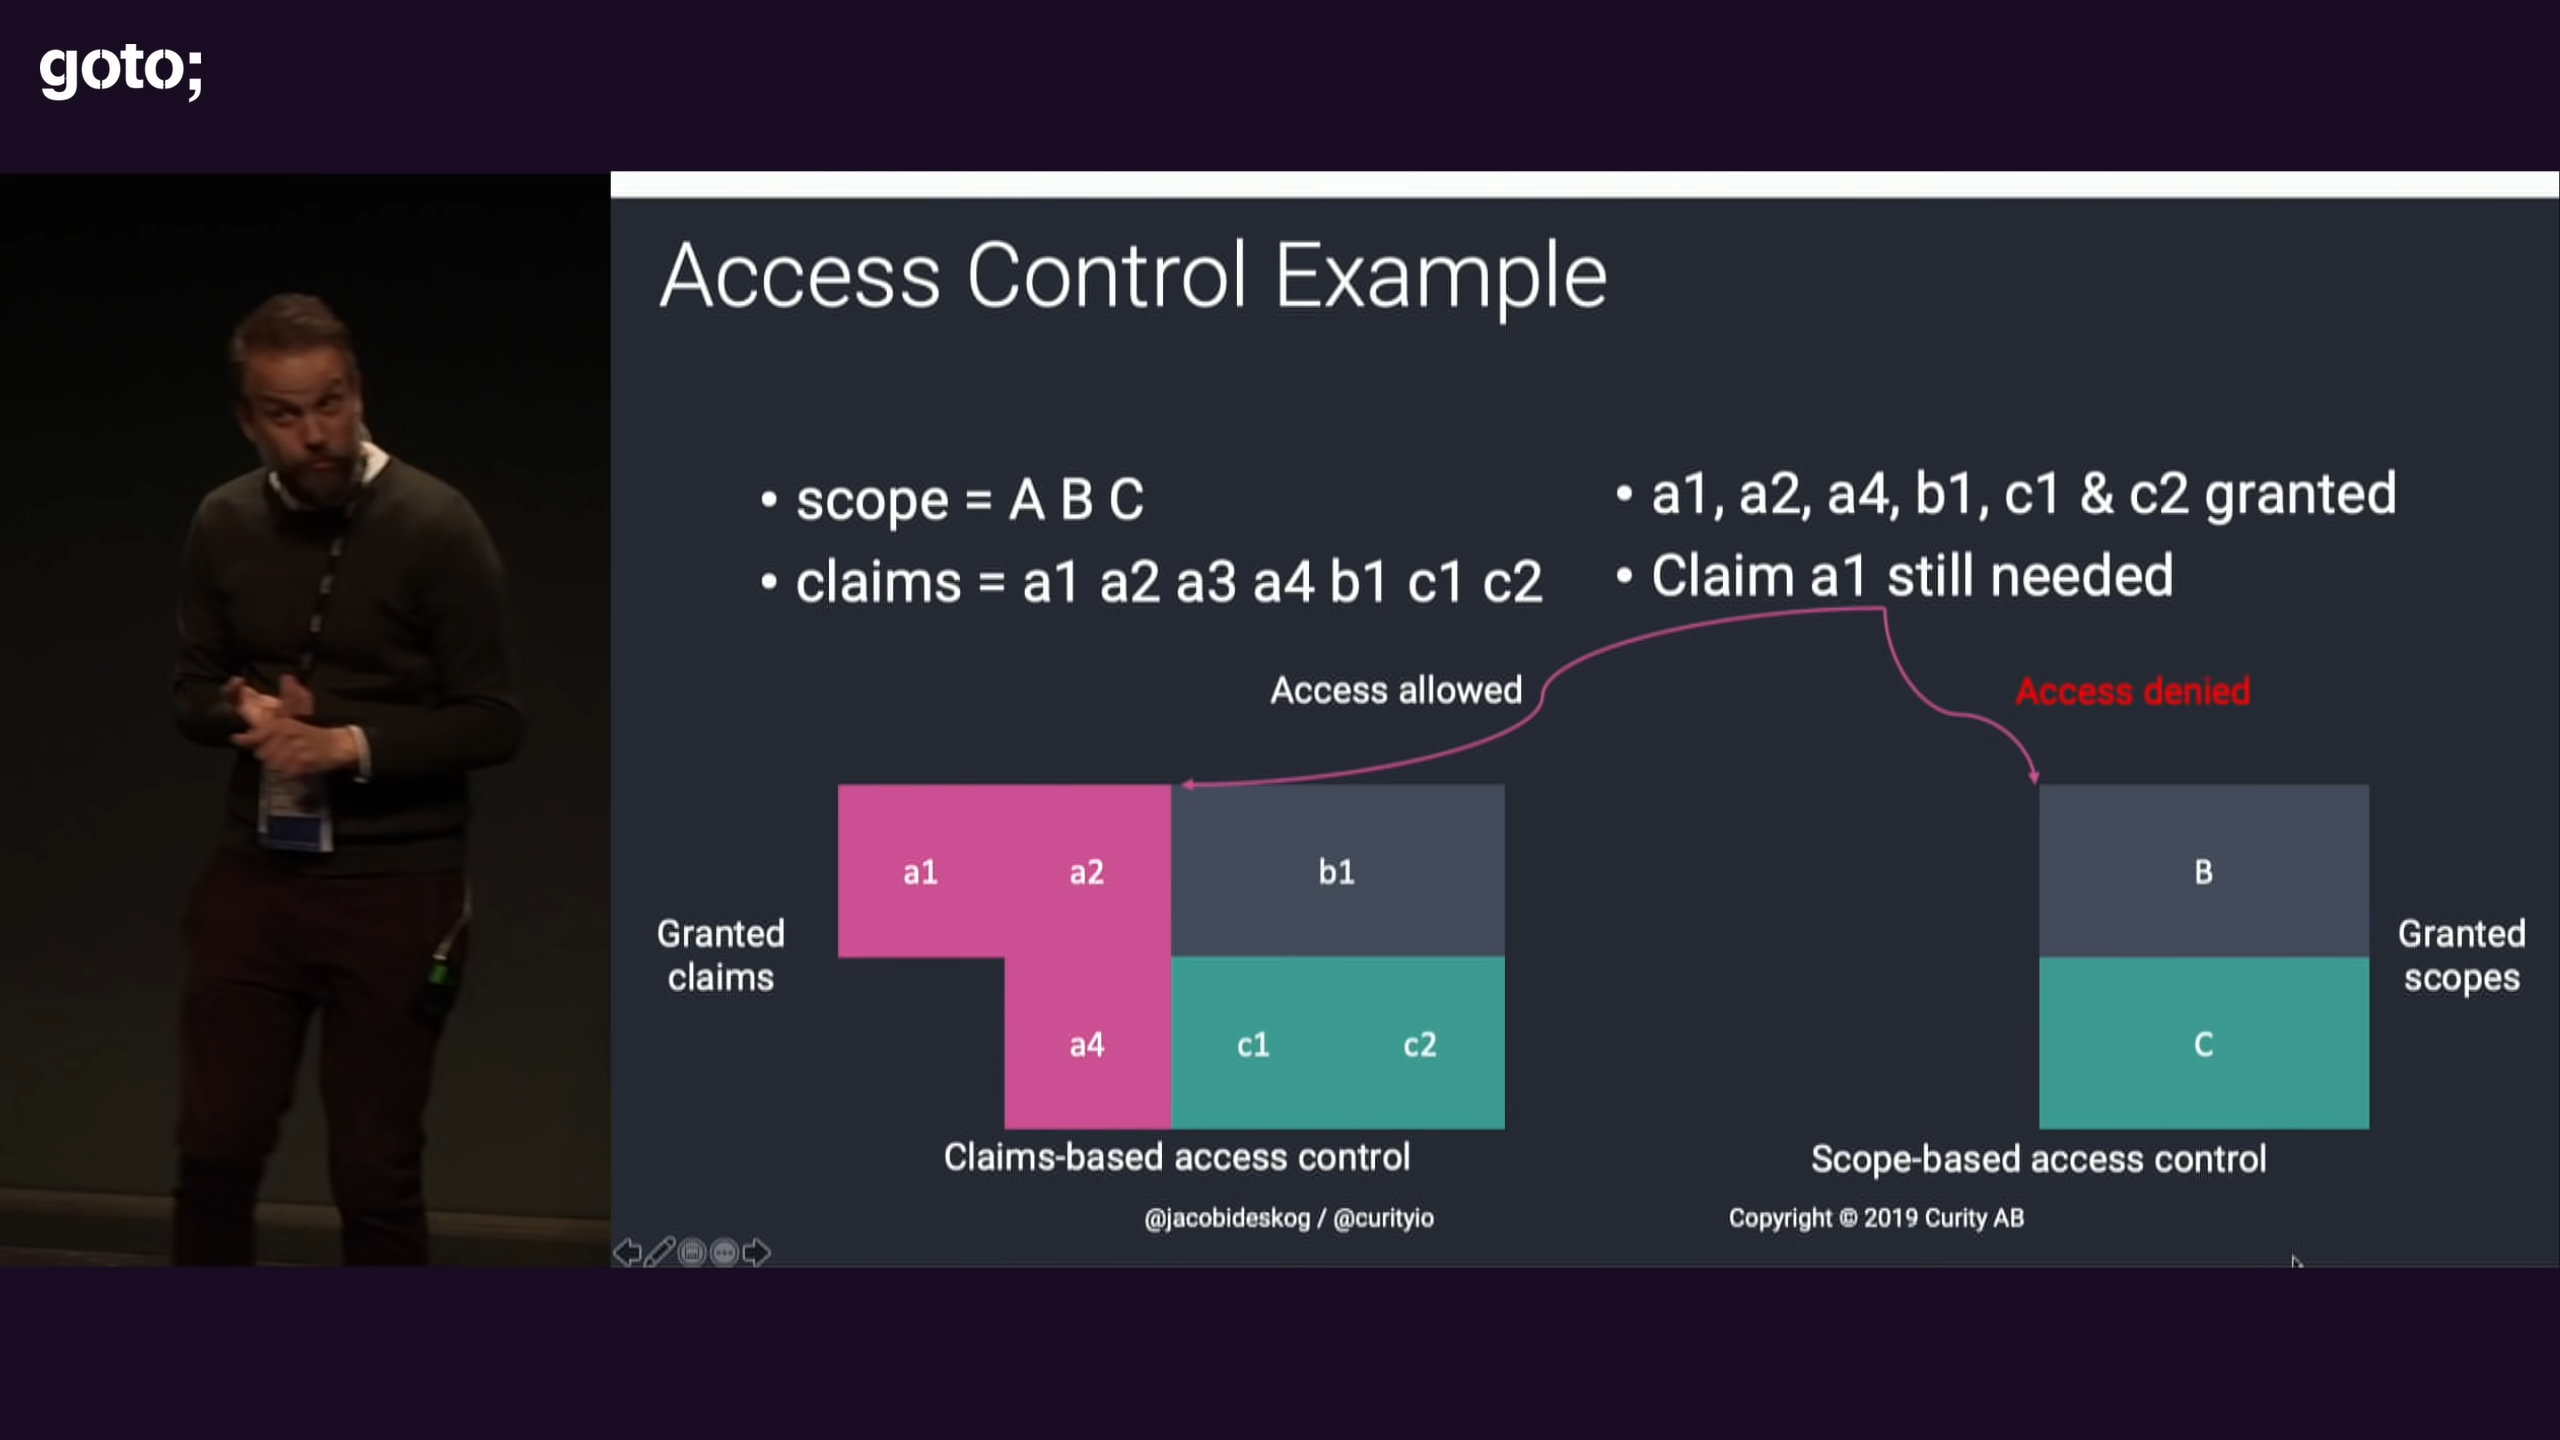 goto;
Access Control Example
• scope = A B C
• claims = a1 a2 a3 a4 b1 c1 c2
• a1, a2, a4, b1, c1 & c2 granted
• Claim a1 still needed
Access allowed
Access denied
a1 a2 b1
B
Granted
claims
Granted
scopes
a4 c1 c2
C
Claims-based access control
Scope-based access control
@jacobideskog / @curityio
Copyright © 2019 Curity AB